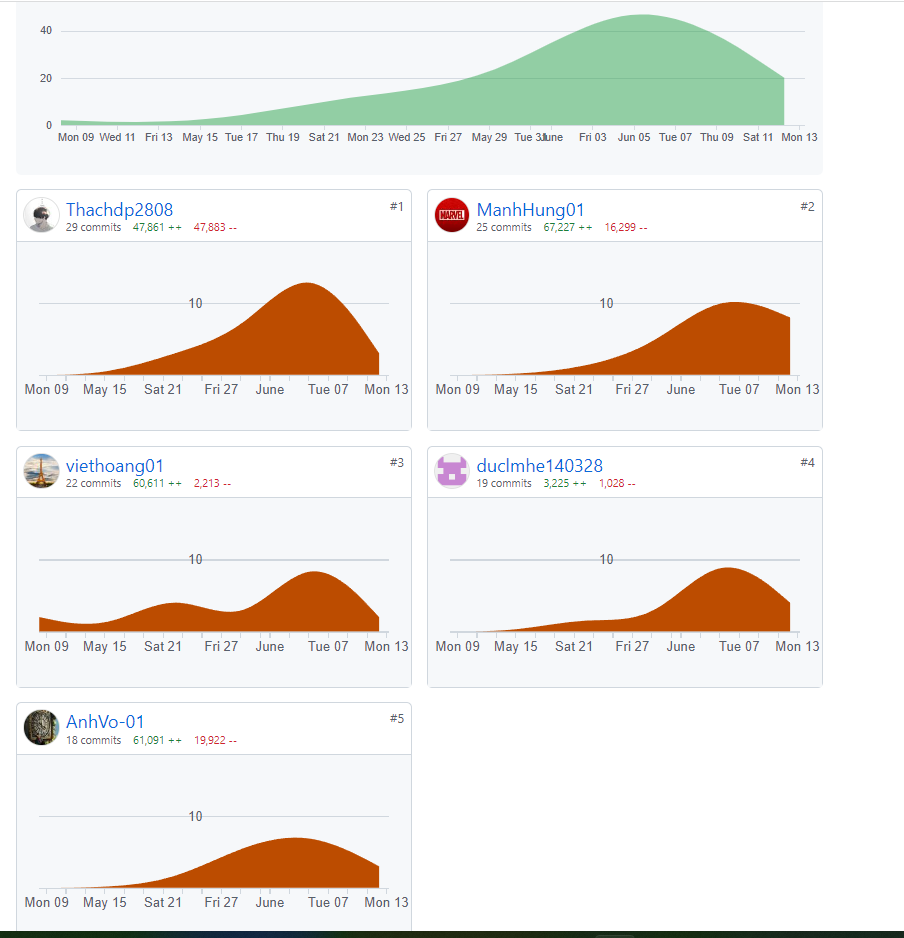 40
20
0
Mon 09 Wed 11 Fri 13 May 15 Tue 17 Thu 19 Sat 21 Mon 23 Wed 25 Fri 27 May 29 Tue 31 June Fri 03 Jun 05 Tue 07 Thu 09 Sat 11 Mon 13
Thachdp2808 #1
29 commits 47,861 ++ 47,883 --
10
Mon 09 May 15 Sat 21 Fri 27 June Tue 07 Mon 13
MARVEL
ManhHung01 #2
25 commits 67,227 ++ 16,299 --
10
Mon 09 May 15 Sat 21 Fri 27 June Tue 07 Mon 13
viethoang01 #3
22 commits 60,611 ++ 2,213 --
10
Mon 09 May 15 Sat 21 Fri 27 June Tue 07 Mon 13
duclmhe140328 #4
19 commits 3,225 ++ 1,028 --
10
Mon 09 May 15 Sat 21 Fri 27 June Tue 07 Mon 13
AnhVo-01 #5
18 commits 61,091 ++ 19,922 --
10
Mon 09 May 15 Sat 21 Fri 27 June Tue 07 Mon 13